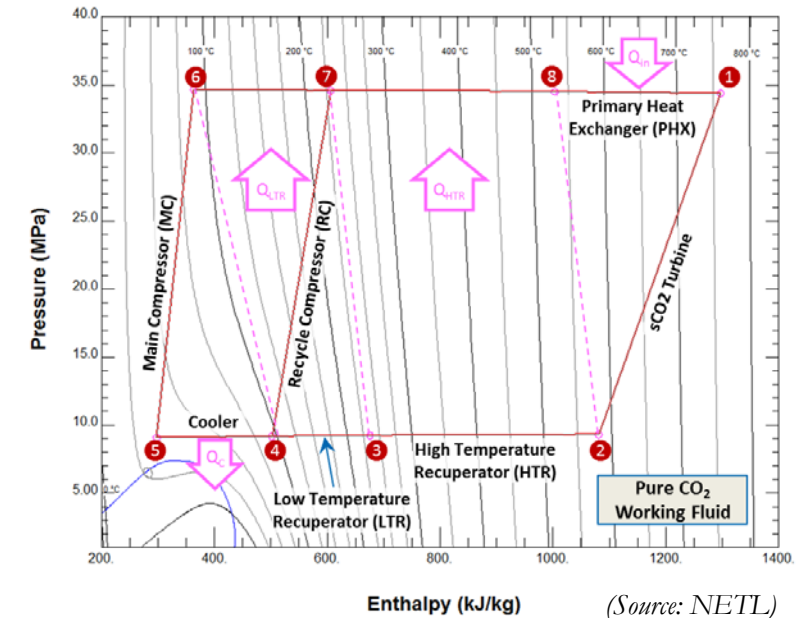 40.0
100 °C
200 °C
300 °C
400 °C
500 °C
600 °C
700 °C
800 °C
Qin
6
7
8
1
35.0
Primary Heat
Exchanger (PHX)
30.0
QLTR
QHTR
25.0
Pressure (MPa)
20.0
Main Compressor (MC)
Recycle Compressor (RC)
sCO2 Turbine
15.0
10.0
Cooler
5
4
3
2
QC
High Temperature
Recuperator (HTR)
5.00
0 °C
Low Temperature
Recuperator (LTR)
Pure CO2
Working Fluid
200.
400.
600.
800.
1000.
1200.
1400.
Enthalpy (kJ/kg)
(Source: NETL)